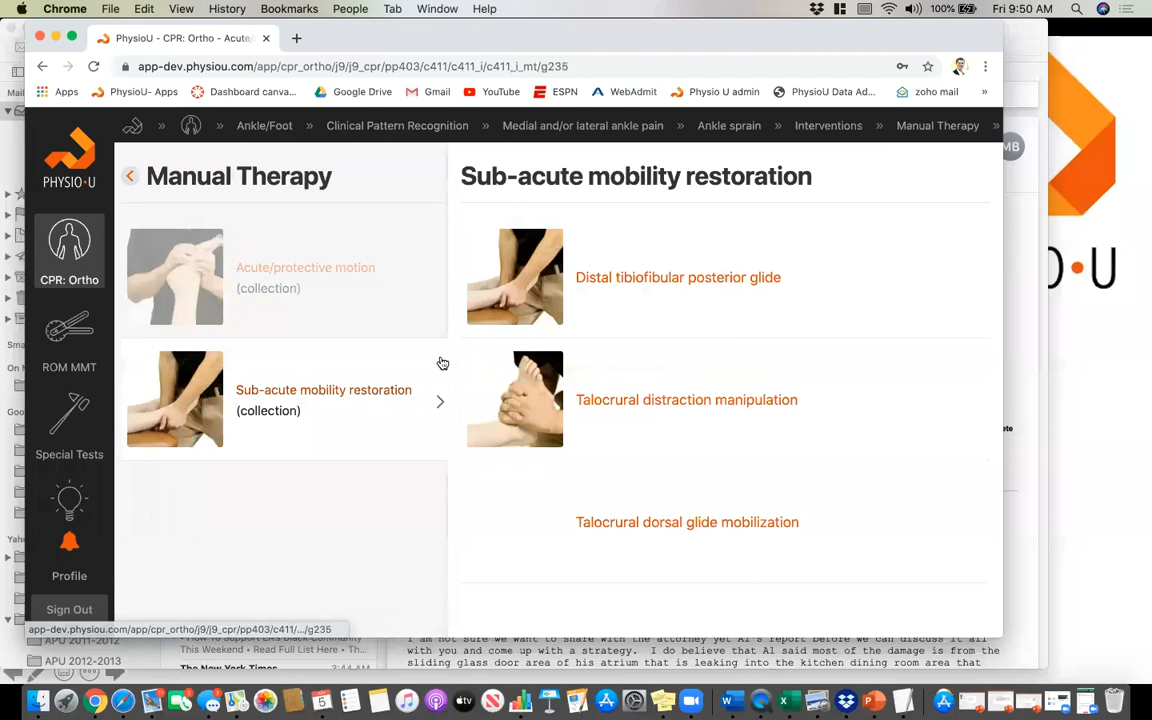 Chrome File Edit View History Bookmarks People Tab Window Help 100% Fri 9:50 AM
PhysioU - CPR: Ortho - Acute/
app-dev.physiou.com/app/cpr_ortho/j9/j9_cpr/pp403/c411/c411_i/c411_i_mt/g235
Apps PhysioU- Apps Dashboard canva... Google Drive Gmail YouTube ESPN WebAdmit Physio U admin PhysioU Data Ad... zoho mail »
» » Ankle/Foot » Clinical Pattern Recognition » Medial and/or lateral ankle pain » Ankle sprain » Interventions » Manual Therapy »
MB
PHYSIO·U
Manual Therapy
Sub-acute mobility restoration
CPR: Ortho
Acute/protective motion
(collection)
Distal tibiofibular posterior glide
ROM MMT
Sub-acute mobility restoration
(collection)
Talocrural distraction manipulation
Special Tests
Talocrural dorsal glide mobilization
Profile
Sign Out
app-dev.physiou.com/app/cpr_ortho/j9/j9_cpr/pp403/c411/.../g235
APU 2011-2012
APU 2012-2013
How To Support LA's Black Community
This Weekend • Read Full List Here • Th...
The New York Times 3:44 AM
I am not sure we want to share with the attorney yet Al's report before we can discuss it all
with you and come up with a strategy. I do believe that Al said most of the damage is from the
sliding glass door area of his atrium that is leaking into the kitchen dining room area that